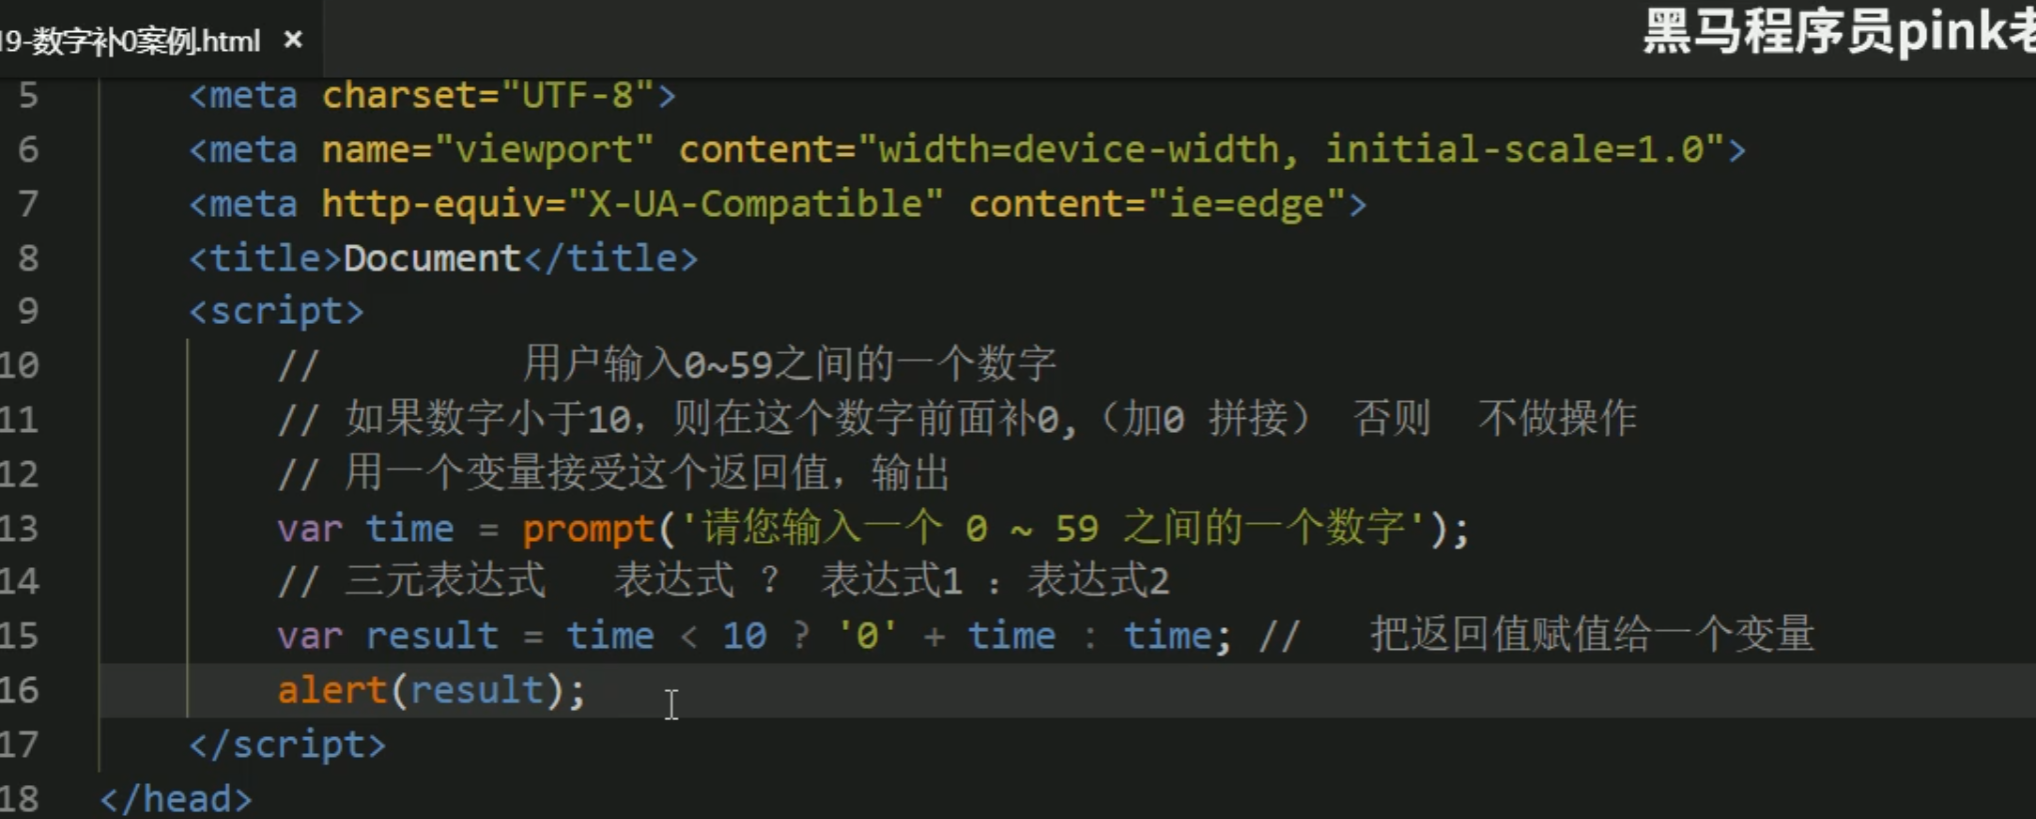 19-数字补0案例.html ×
黑马程序员pink老
5 <meta charset="UTF-8">
6 <meta name="viewport" content="width=device-width, initial-scale=1.0">
7 <meta http-equiv="X-UA-Compatible" content="ie=edge">
8 <title>Document</title>
9 <script>
10 // 用户输入0~59之间的一个数字
11 // 如果数字小于10，则在这个数字前面补0,（加0 拼接） 否则 不做操作
12 // 用一个变量接受这个返回值，输出
13 var time = prompt('请您输入一个 0 ~ 59 之间的一个数字');
14 // 三元表达式 表达式 ？ 表达式1 ：表达式2
15 var result = time < 10 ? '0' + time : time; // 把返回值赋值给一个变量
16 alert(result);
17 </script>
18 </head>